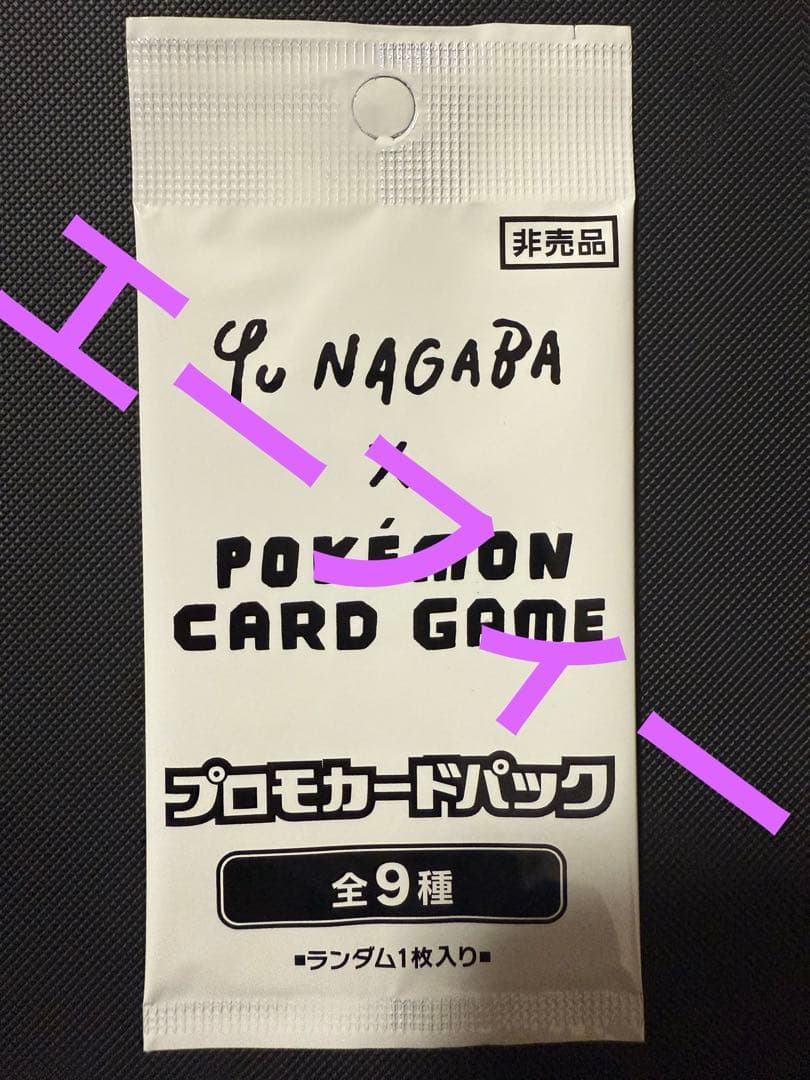 非売品
Yu NAGABA
×
POKÉMON
CARD GAME
プロモカードパック
全9種
▪ランダム1枚入り▪
エーフィー